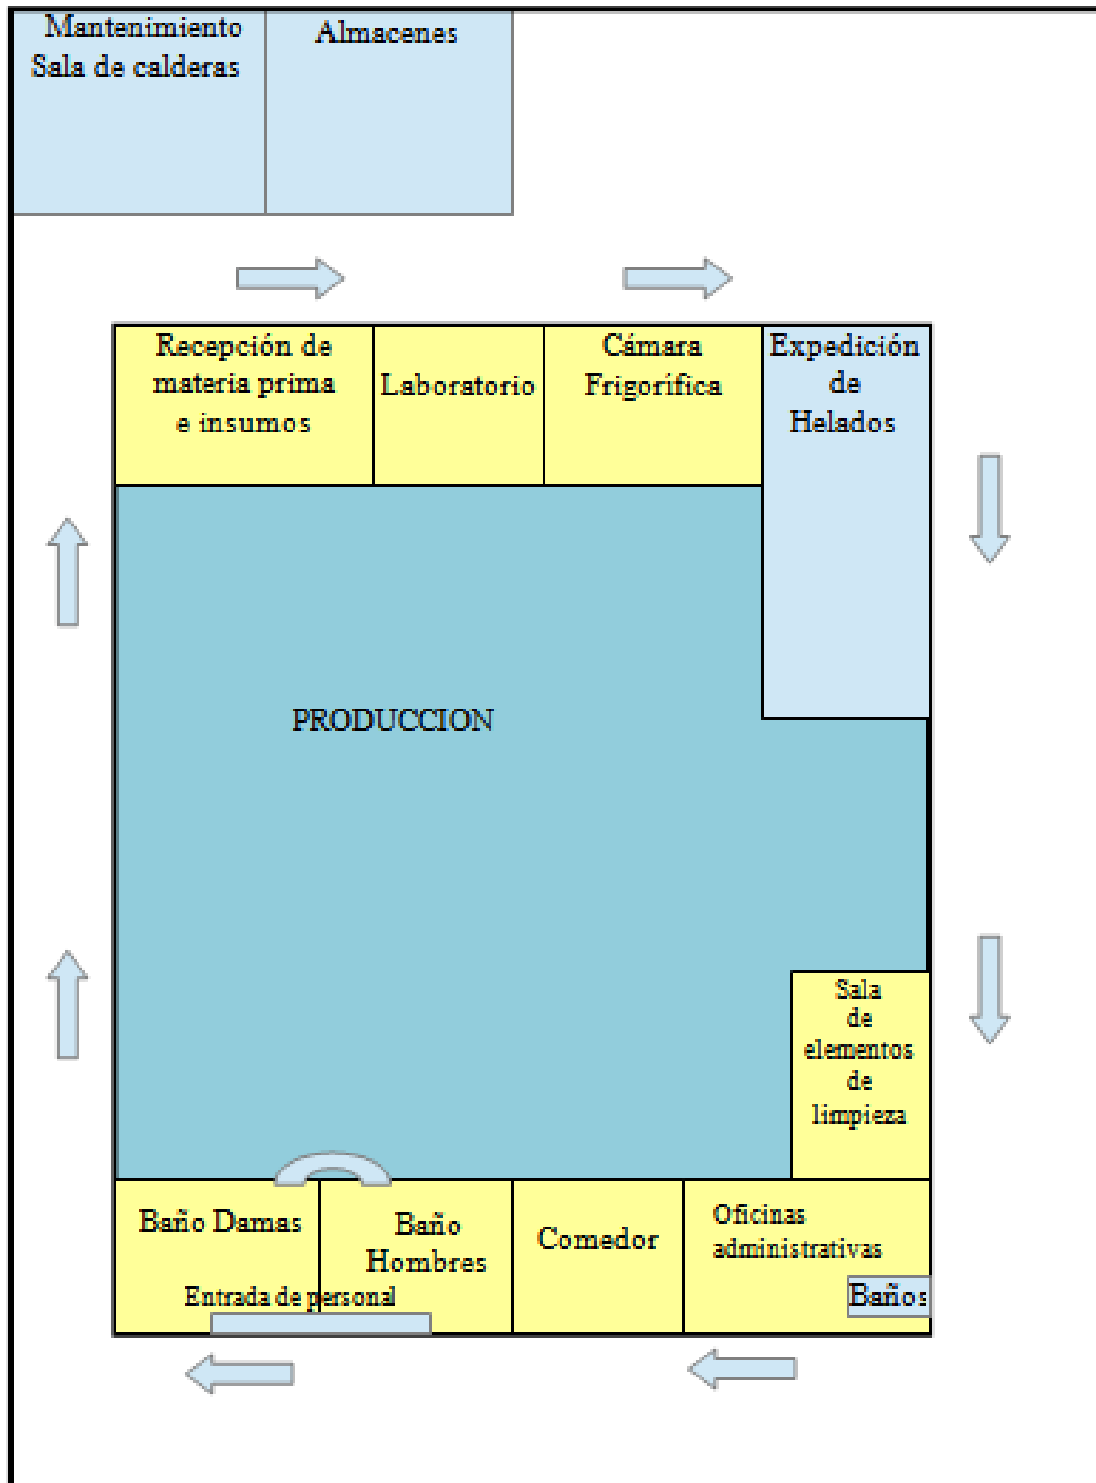 Mantenimiento
Sala de calderas
Almacenes
Recepción de
materia prima
e insumos
Laboratorio
Cámara
Frigorífica
Expedición
de
Helados
PRODUCCION
Sala
de
elementos
de
limpieza
Baño Damas
Baño
Hombres
Entrada de personal
Comedor
Oficinas
administrativas
Baños